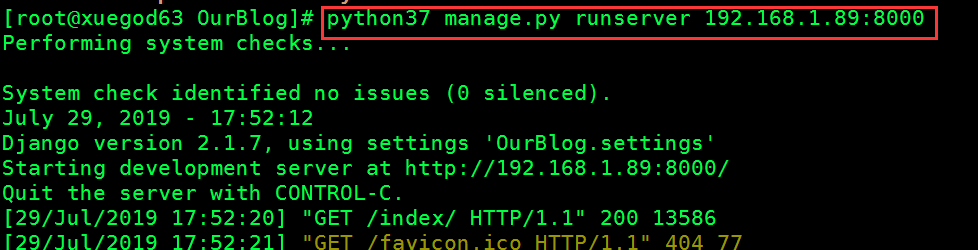 [root@xuegod63 OurBlog]# python37 manage.py runserver 192.168.1.89:8000
Performing system checks...
System check identified no issues (0 silenced).
July 29, 2019 - 17:52:12
Django version 2.1.7, using settings 'OurBlog.settings'
Starting development server at http://192.168.1.89:8000/
Quit the server with CONTROL-C.
[29/Jul/2019 17:52:20] "GET /index/ HTTP/1.1" 200 13586
[29/Jul/2019 17:52:21] "GET /favicon.ico HTTP/1.1" 404 77